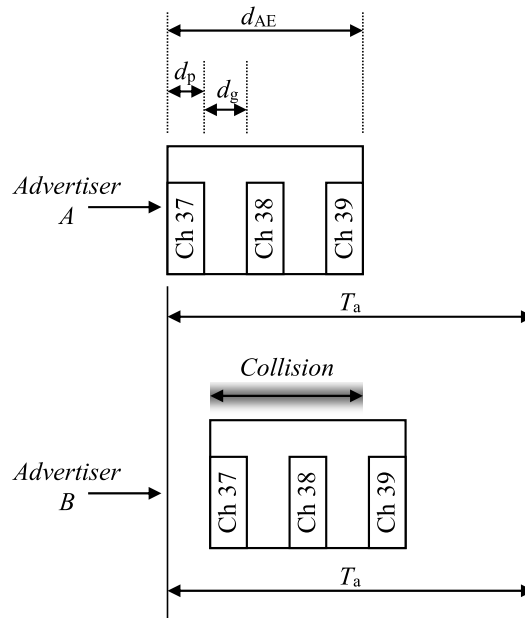 d_AE
d_p
d_g
Advertiser
A
Ch 37
Ch 38
Ch 39
T_a
Collision
Advertiser
B
Ch 37
Ch 38
Ch 39
T_a